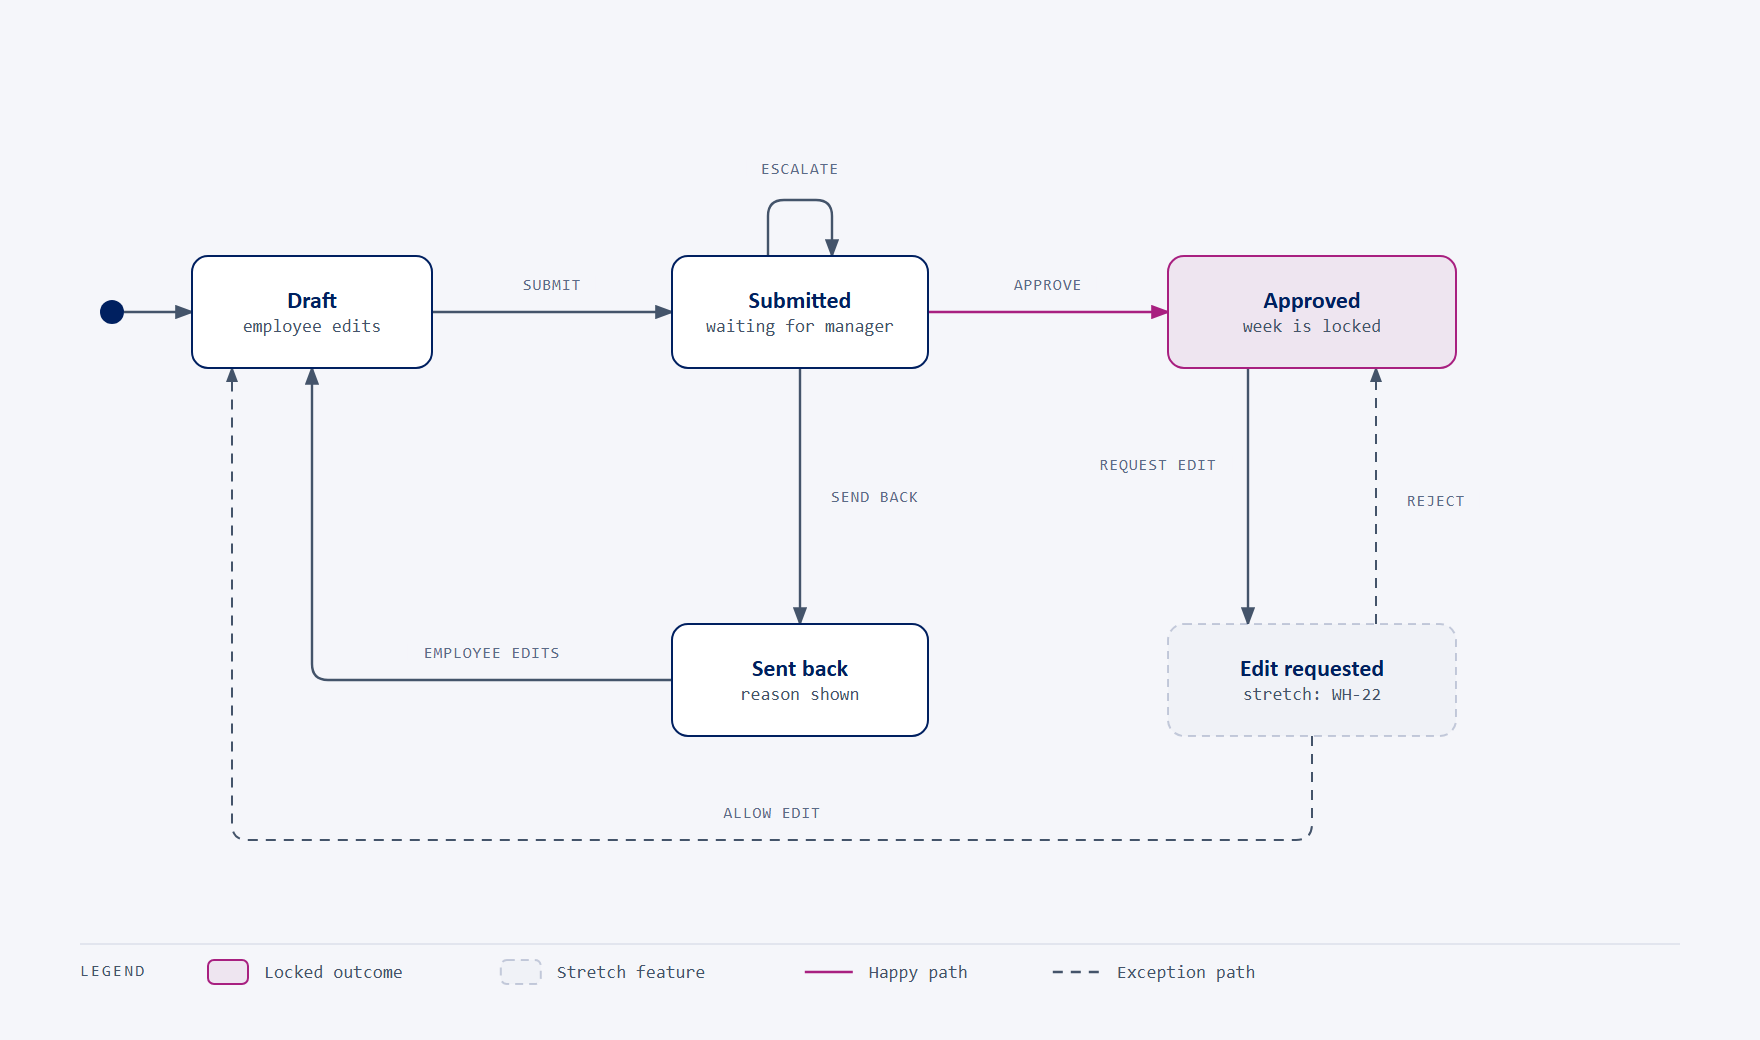 ESCALATE
Draft
employee edits
SUBMIT
Submitted
waiting for manager
APPROVE
Approved
week is locked
REQUEST EDIT
SEND BACK
REJECT
EMPLOYEE EDITS
Sent back
reason shown
Edit requested
stretch: WH-22
ALLOW EDIT
LEGEND
Locked outcome
Stretch feature
Happy path
Exception path